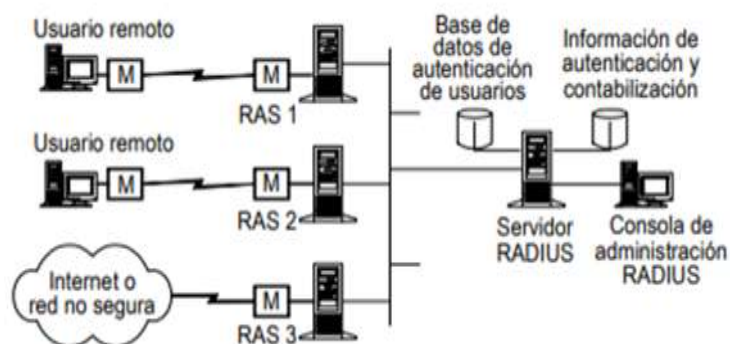 Usuario remoto
M
M
RAS 1
Usuario remoto
M
M
RAS 2
Internet o
red no segura
M
RAS 3
Base de
datos de
autenticación
de usuarios
Información de
autenticación y
contabilización
Servidor
RADIUS
Consola de
administración
RADIUS